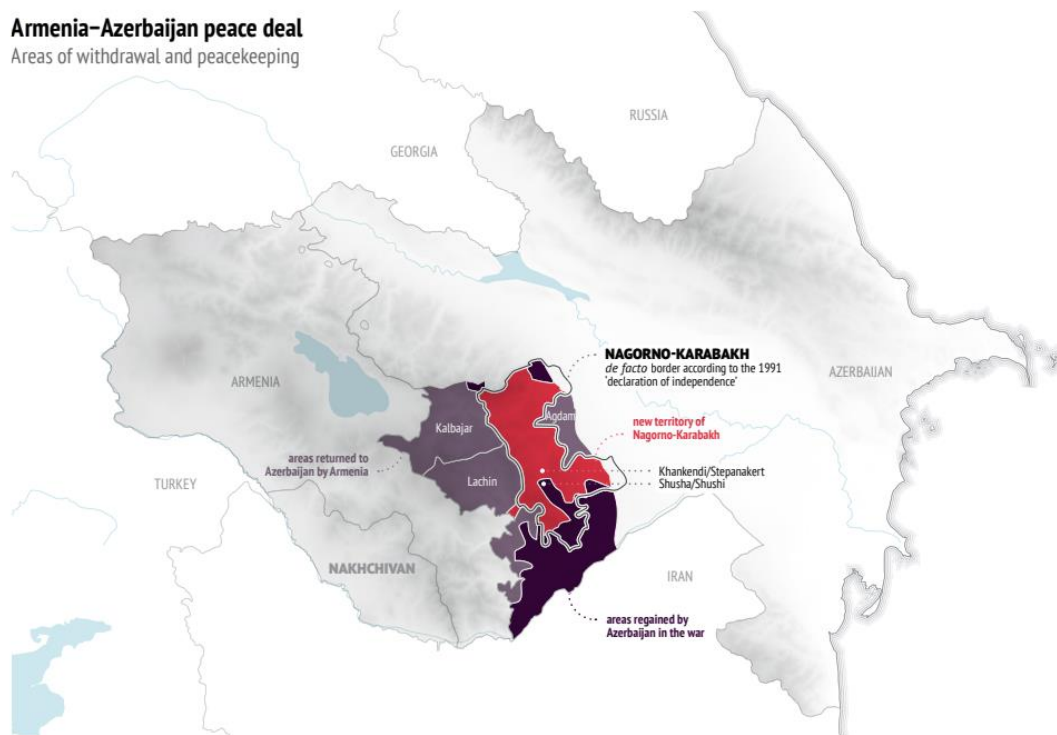 Armenia–Azerbaijan peace deal
Areas of withdrawal and peacekeeping
RUSSIA
GEORGIA
NAGORNO-KARABAKH
de facto border according to the 1991
'declaration of independence'
AZERBAIJAN
ARMENIA
Agdam
Kalbajar
new territory of
Nagorno-Karabakh
areas returned to
Azerbaijan by Armenia
Khankendi/Stepanakert
Lachin
Shusha/Shushi
TURKEY
NAKHCHIVAN
IRAN
areas regained by
Azerbaijan in the war